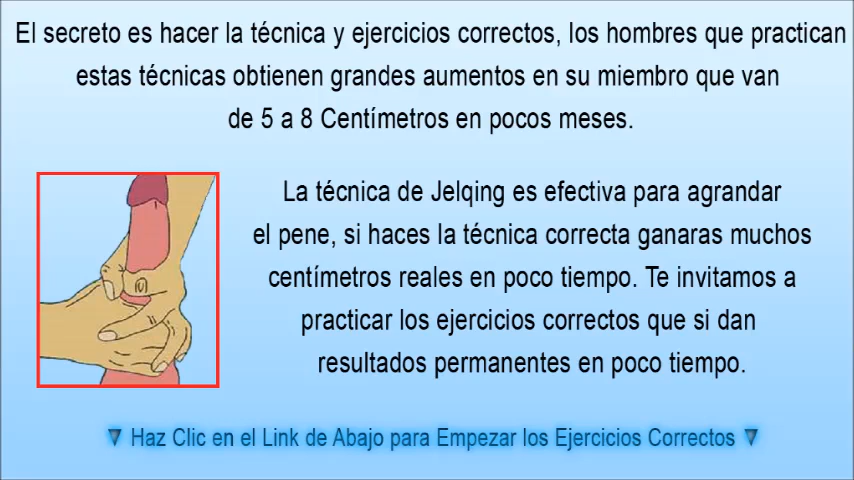 El secreto es hacer la técnica y ejercicios correctos, los hombres que practican
estas técnicas obtienen grandes aumentos en su miembro que van
de 5 a 8 Centímetros en pocos meses.
La técnica de Jelqing es efectiva para agrandar
el pene, si haces la técnica correcta ganaras muchos
centímetros reales en poco tiempo. Te invitamos a
practicar los ejercicios correctos que si dan
resultados permanentes en poco tiempo.
Haz Clic en el Link de Abajo para Empezar los Ejercicios Correctos